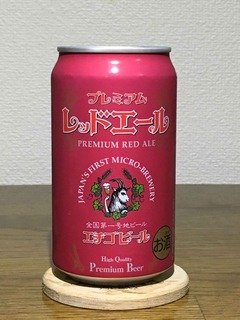 プレミアム
レッドエール
PREMIUM RED ALE
JAPAN'S FIRST MICRO-BREWERY
全国第一号地ビール
エチゴビール
お酒
High Quality
Premium Beer